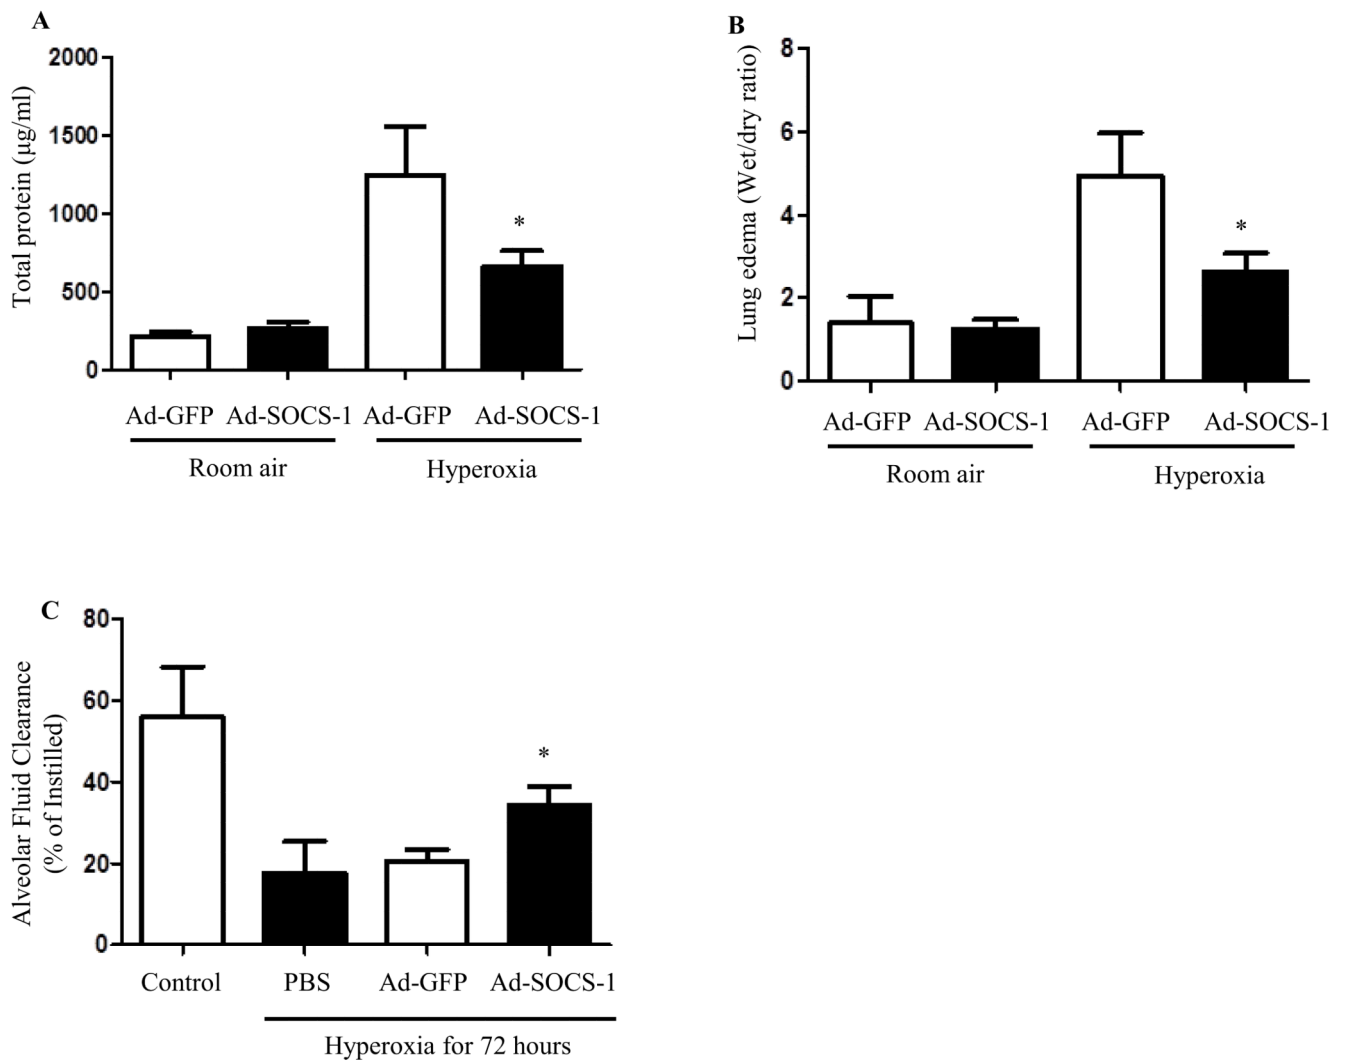 A
Total protein (µg/ml)
2000
1500
1000
500
0
*
Ad-GFP Ad-SOCS-1 Ad-GFP Ad-SOCS-1
Room air Hyperoxia
B
Lung edema (Wet/dry ratio)
8
6
4
2
0
*
Ad-GFP Ad-SOCS-1 Ad-GFP Ad-SOCS-1
Room air Hyperoxia
C
Alveolar Fluid Clearance
(% of Instilled)
80
60
40
20
0
*
Control PBS Ad-GFP Ad-SOCS-1
Hyperoxia for 72 hours